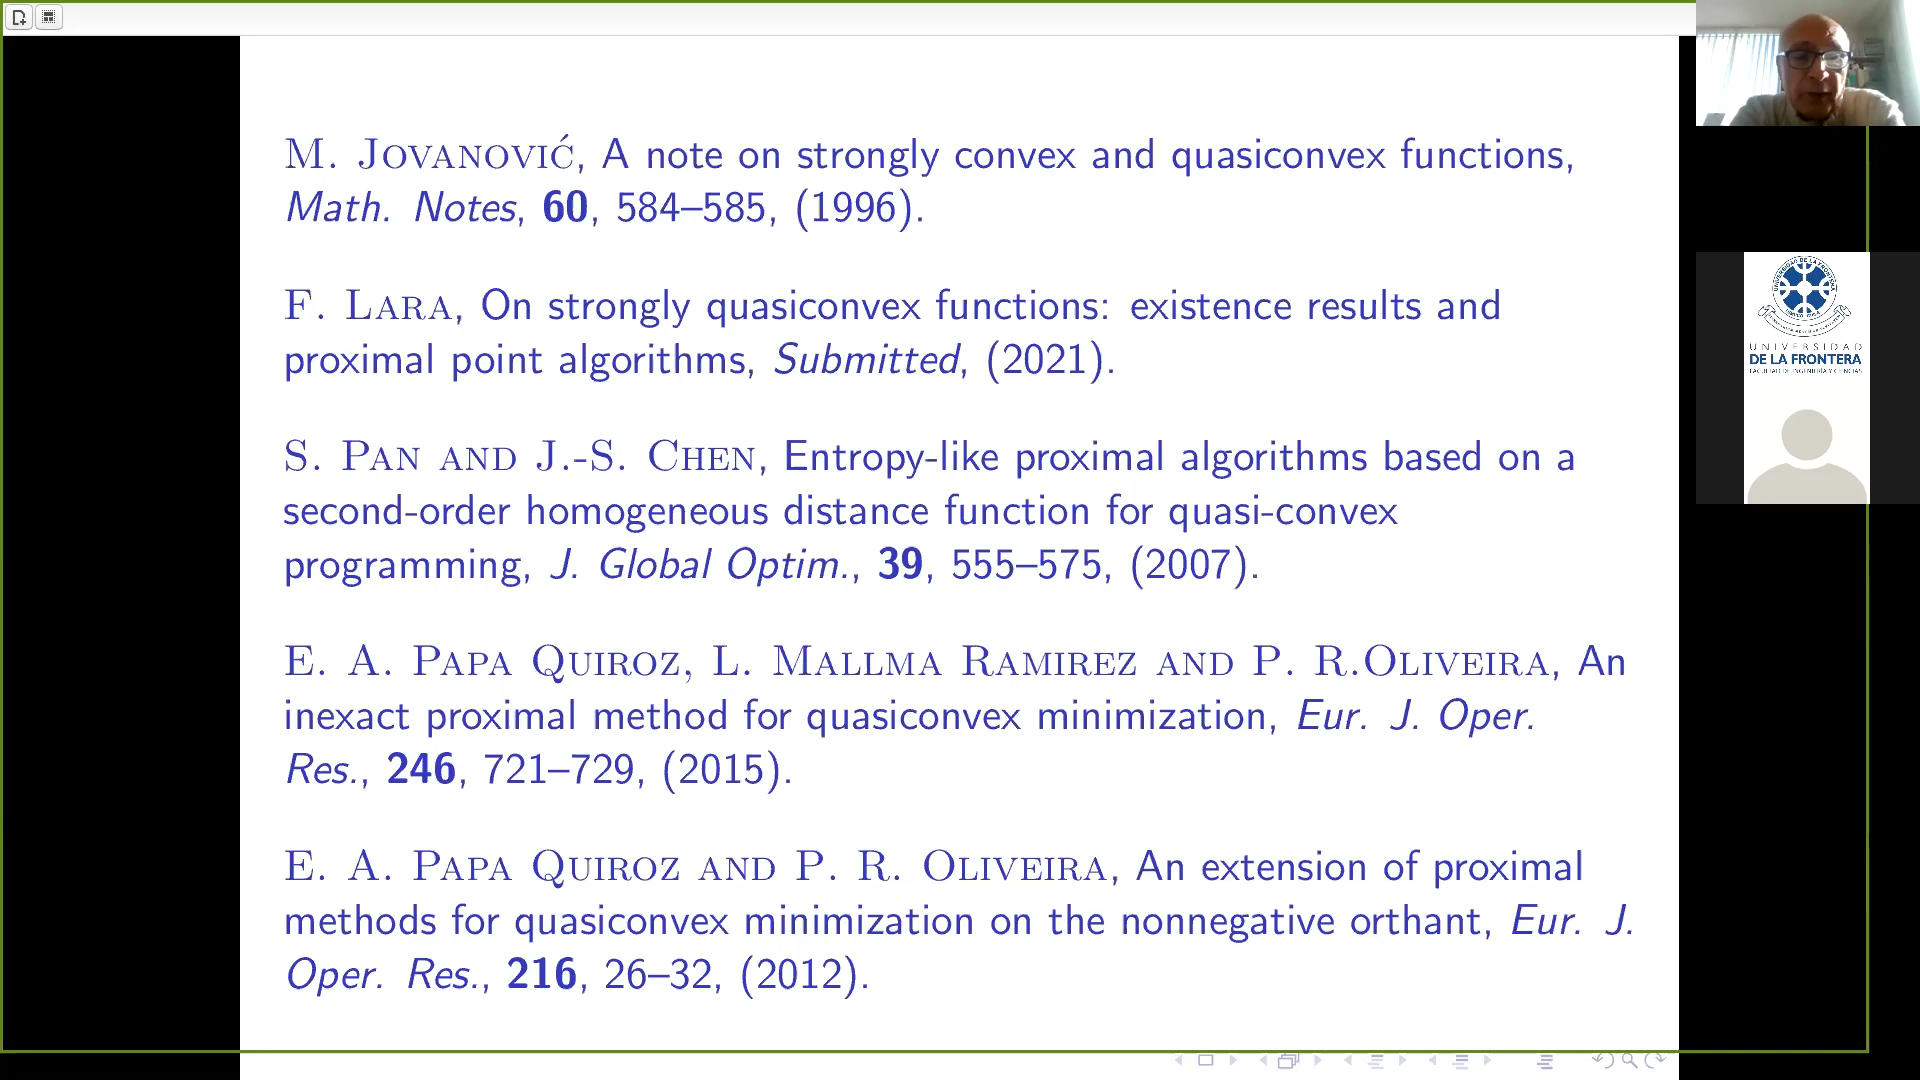 M. Jovanović, A note on strongly convex and quasiconvex functions,
Math. Notes, 60, 584–585, (1996).
F. Lara, On strongly quasiconvex functions: existence results and
proximal point algorithms, Submitted, (2021).
S. Pan and J.-S. Chen, Entropy-like proximal algorithms based on a
second-order homogeneous distance function for quasi-convex
programming, J. Global Optim., 39, 555–575, (2007).
E. A. Papa Quiroz, L. Mallma Ramirez and P. R.Oliveira, An
inexact proximal method for quasiconvex minimization, Eur. J. Oper.
Res., 246, 721–729, (2015).
E. A. Papa Quiroz and P. R. Oliveira, An extension of proximal
methods for quasiconvex minimization on the nonnegative orthant, Eur. J.
Oper. Res., 216, 26–32, (2012).
UNIVERSIDAD
DE LA FRONTERA
FACULTAD DE INGENIERÍA Y CIENCIAS